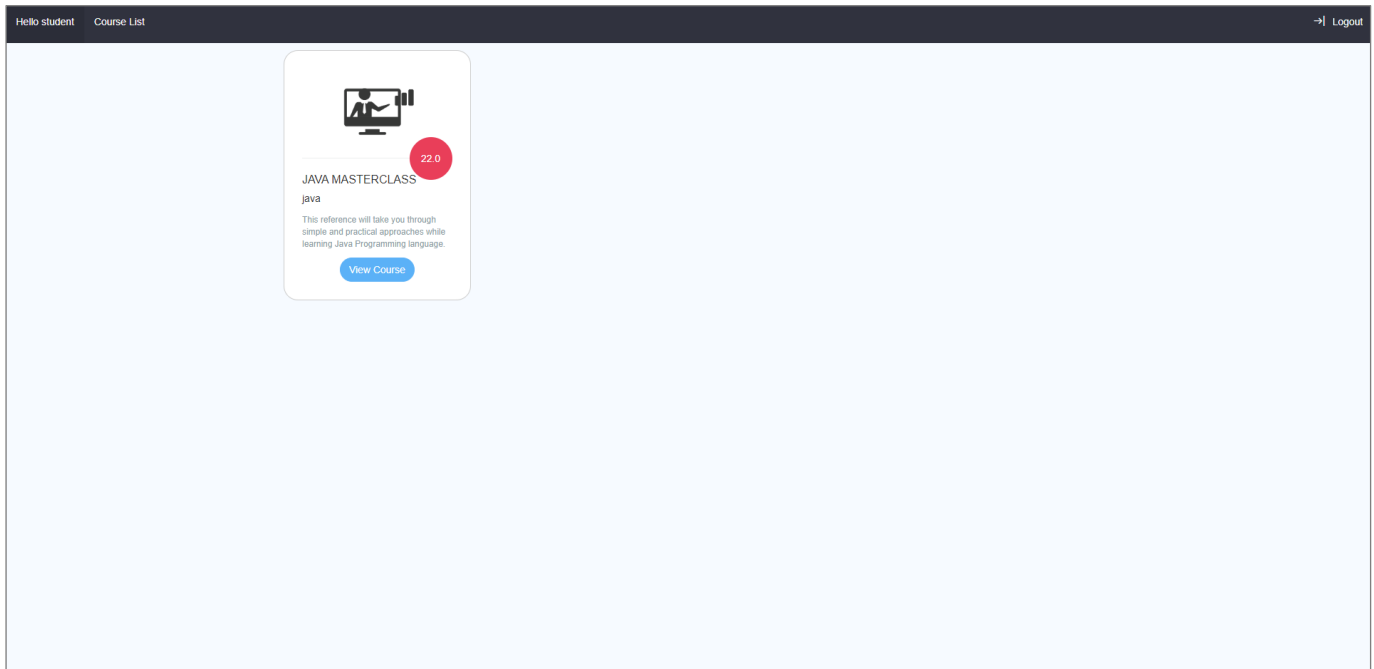 Hello student Course List Logout
22.0
JAVA MASTERCLASS
java
This reference will take you through
simple and practical approaches while
learning Java Programming language.
View Course